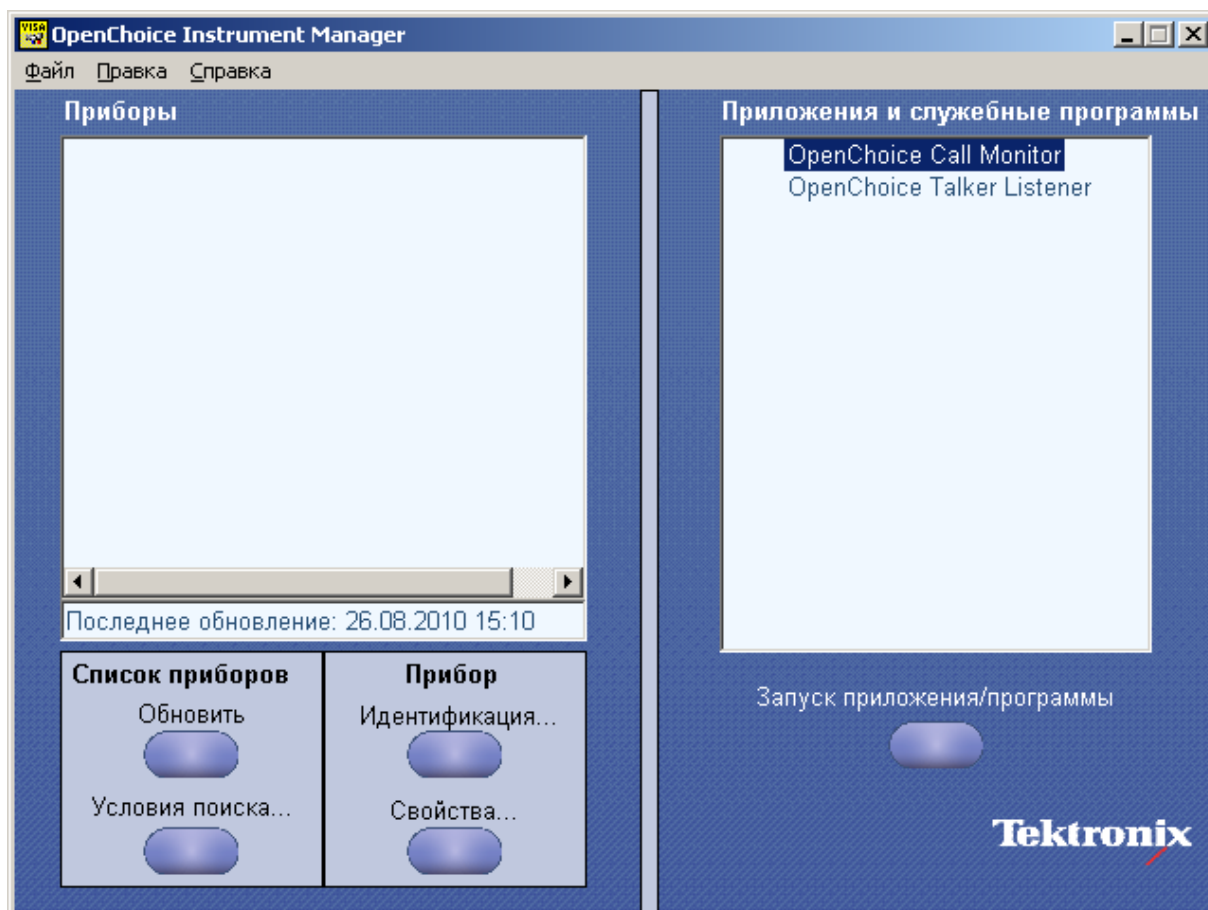 VISA
OpenChoice Instrument Manager
Файл Правка Справка
Приборы
Последнее обновление: 26.08.2010 15:10
Список приборов
Обновить
Условия поиска...
Прибор
Идентификация...
Свойства...
Приложения и служебные программы
OpenChoice Call Monitor
OpenChoice Talker Listener
Запуск приложения/программы
Tektronix